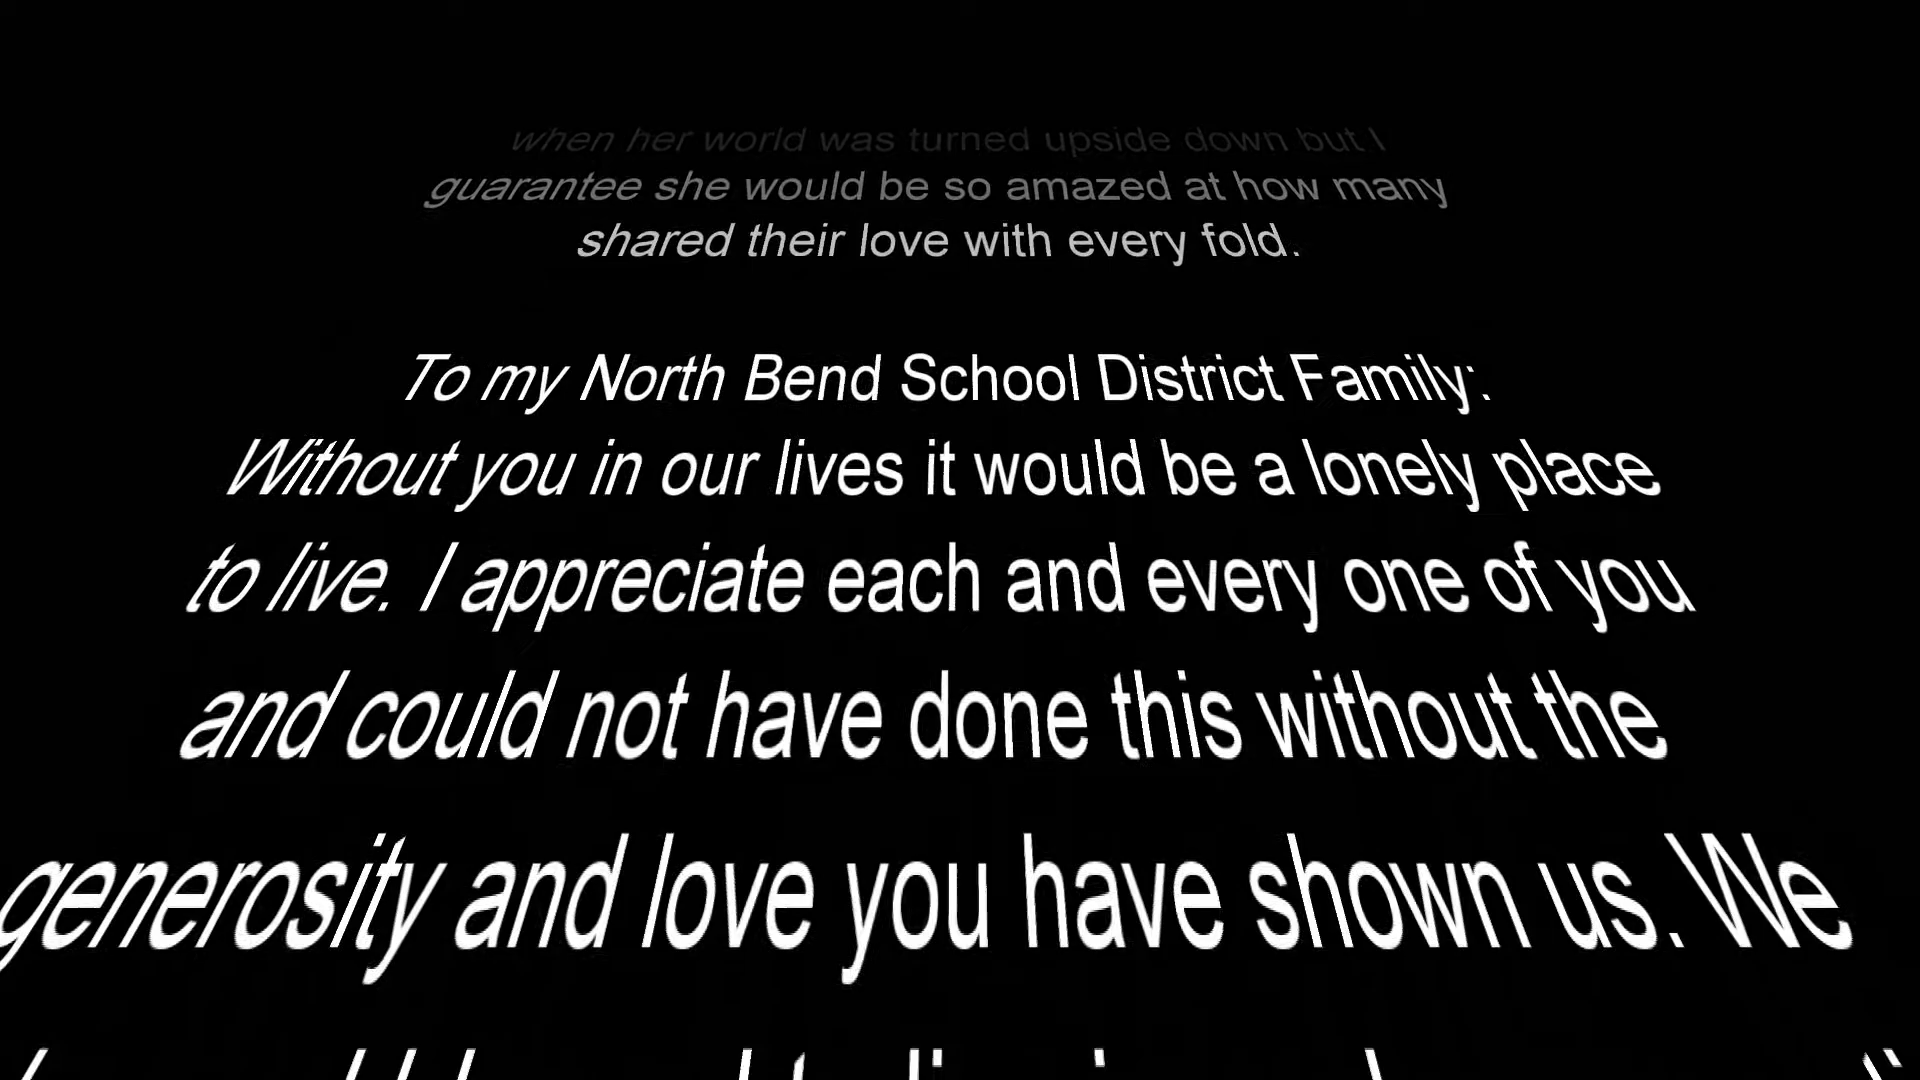 when her world was turned upside down but I
guarantee she would be so amazed at how many
shared their love with every fold.
To my North Bend School District Family:
Without you in our lives it would be a lonely place
to live. I appreciate each and every one of you
and could not have done this without the
generosity and love you have shown us. We